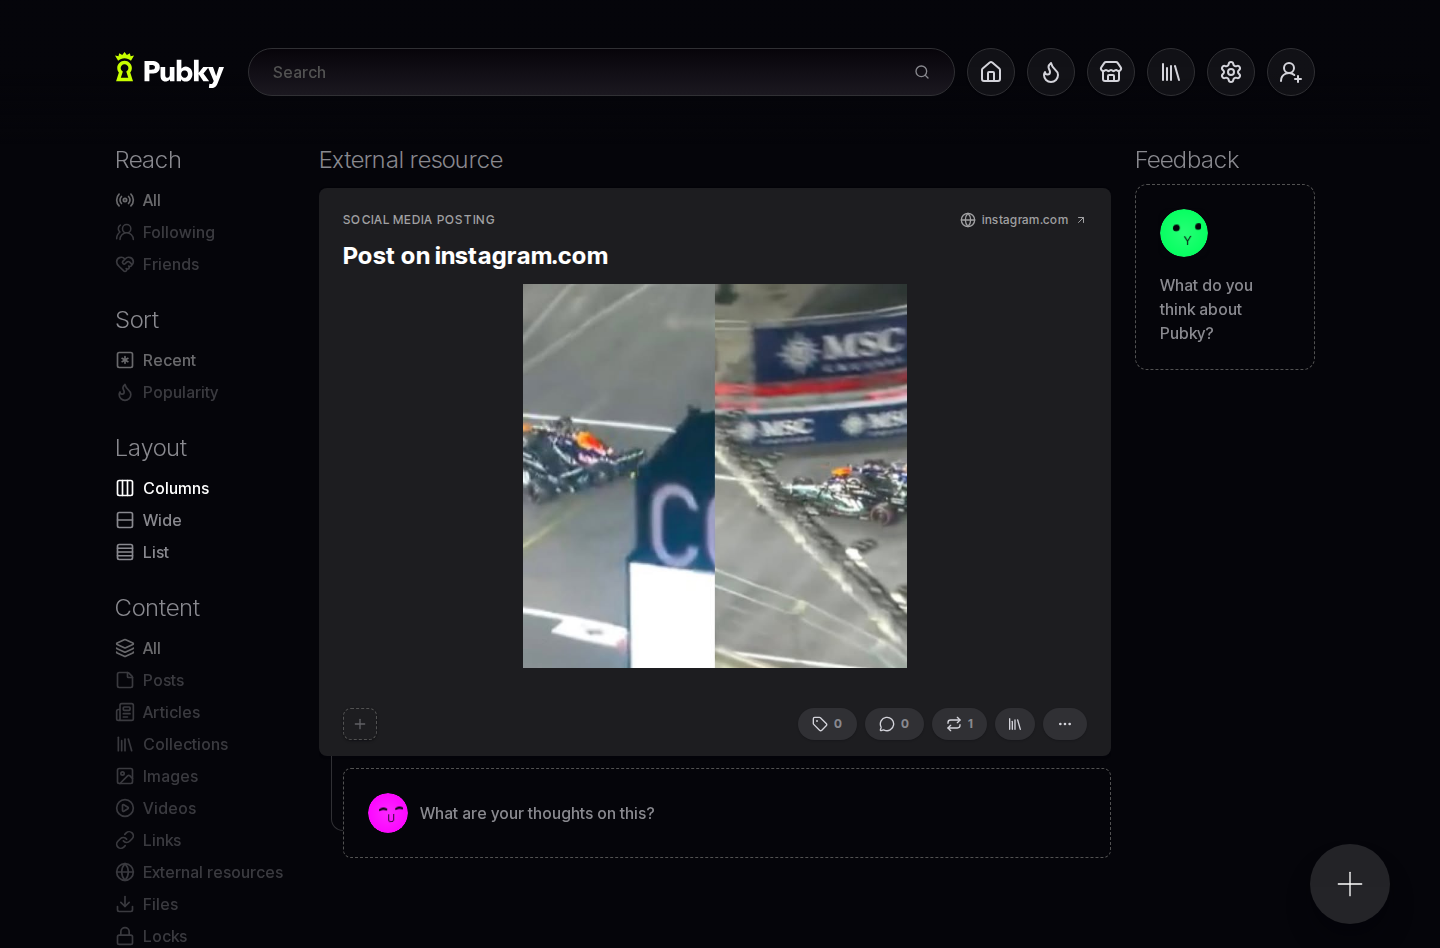 Pubky
Search
Reach
All
Following
Friends
Sort
Recent
Popularity
Layout
Columns
Wide
List
Content
All
Posts
Articles
Collections
Images
Videos
Links
External resources
Files
Locks
External resource
SOCIAL MEDIA POSTING
instagram.com
Post on instagram.com
MSC
MSC
MSC
0
0
1
What are your thoughts on this?
Feedback
What do you
think about
Pubky?